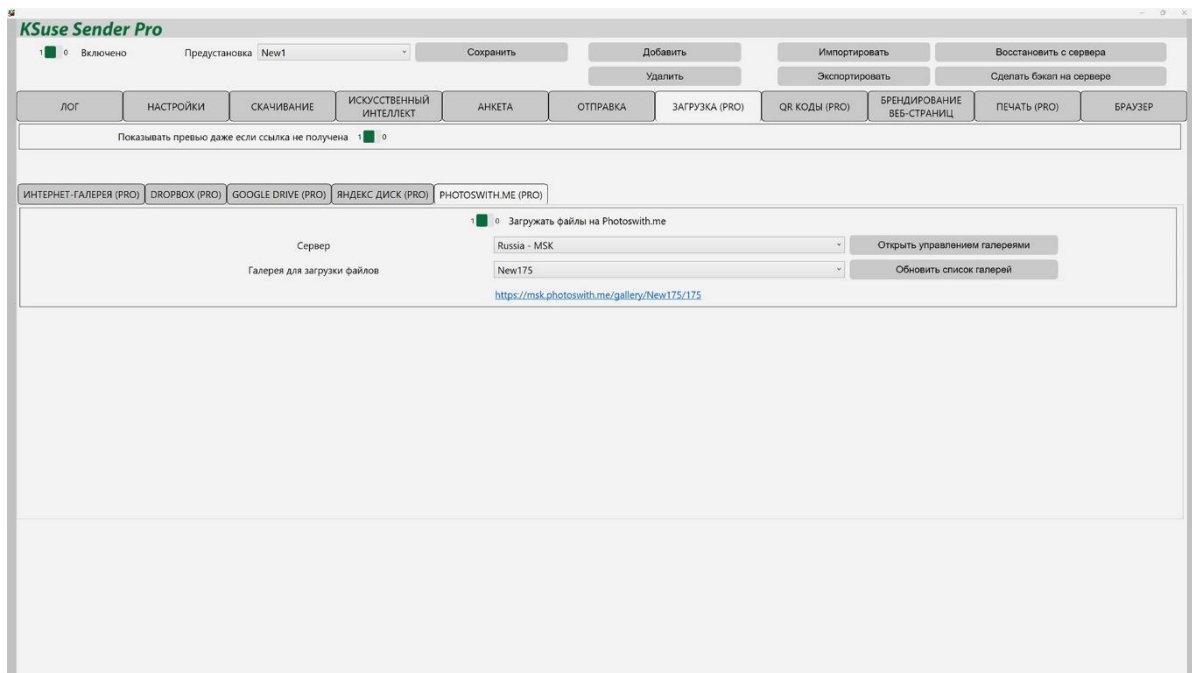 KSuse Sender Pro
1 0 Включено Предустановка New1 Сохранить Добавить Импортировать Восстановить с сервера
Удалить Экспортировать Сделать бэкап на сервере
ЛОГ НАСТРОЙКИ СКАЧИВАНИЕ ИСКУССТВЕННЫЙ ИНТЕЛЛЕКТ АНКЕТА ОТПРАВКА ЗАГРУЗКА (PRO) QR КОДЫ (PRO) БРЕНДИРОВАНИЕ ВЕБ-СТРАНИЦ ПЕЧАТЬ (PRO) БРАУЗЕР
Показывать превью даже если ссылка не получена 1 0
ИНТЕРНЕТ-ГАЛЕРЕЯ (PRO) DROPBOX (PRO) GOOGLE DRIVE (PRO) ЯНДЕКС ДИСК (PRO) PHOTOSWITH.ME (PRO)
1 0 Загружать файлы на Photoswith.me
Сервер Russia - MSK Открыть управлением галереями
Галерея для загрузки файлов New175 Обновить список галерей
https://msk.photoswith.me/gallery/New175/175